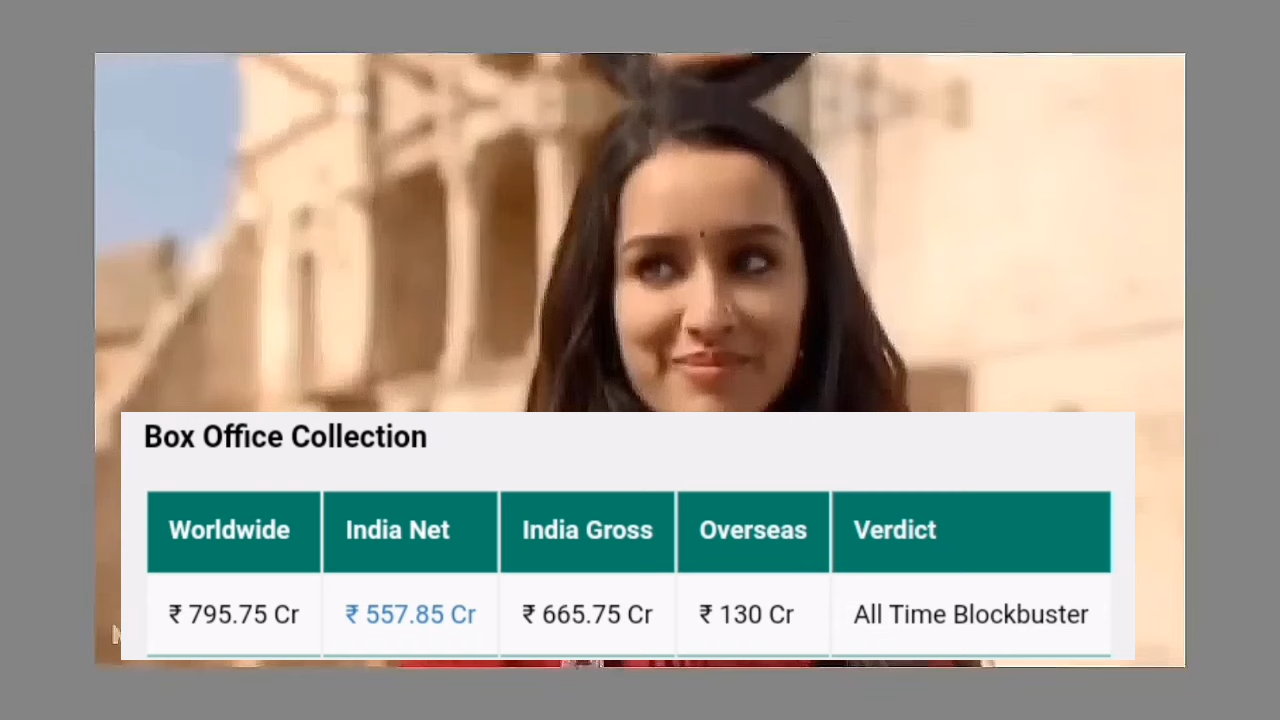 Box Office Collection
Worldwide India Net India Gross Overseas Verdict
₹ 795.75 Cr ₹ 557.85 Cr ₹ 665.75 Cr ₹ 130 Cr All Time Blockbuster